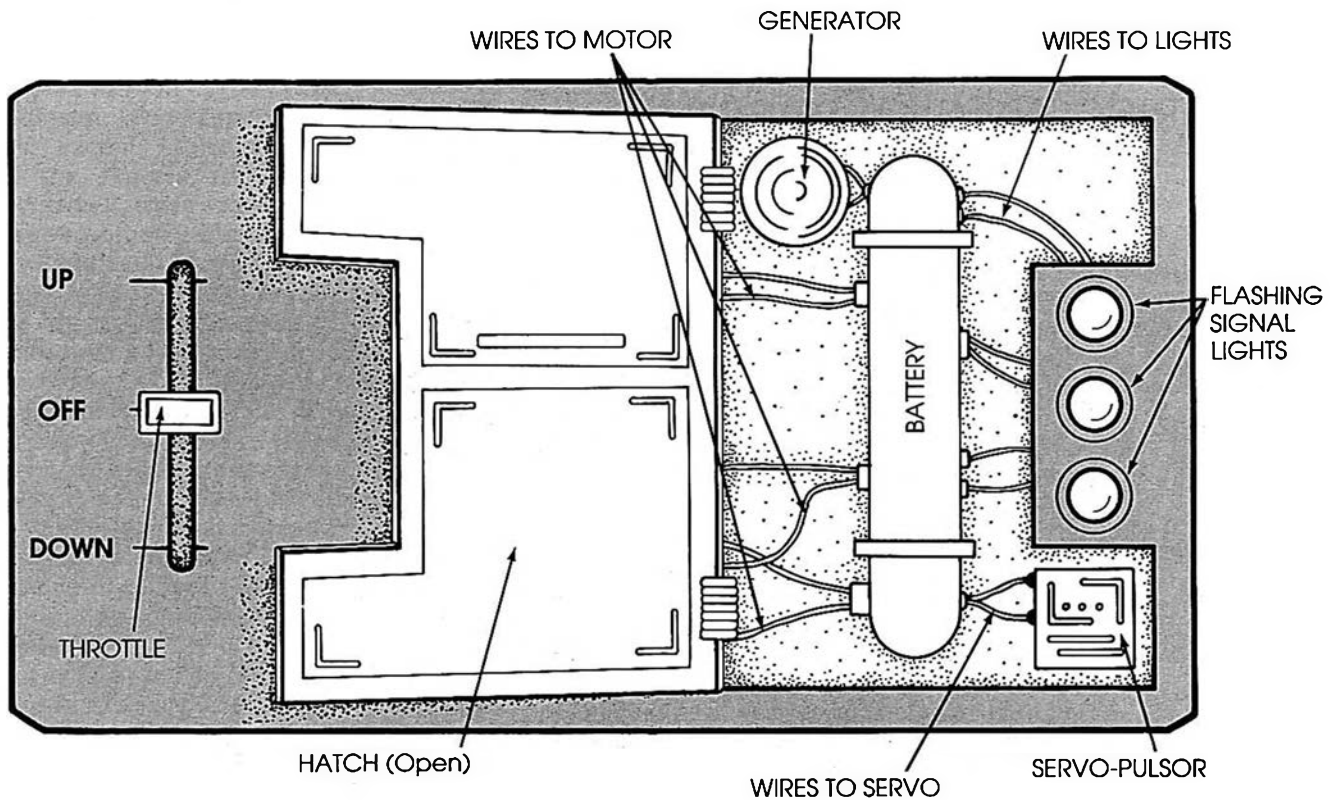 GENERATOR
WIRES TO MOTOR
WIRES TO LIGHTS
UP
OFF
DOWN
THROTTLE
BATTERY
FLASHING
SIGNAL
LIGHTS
HATCH (Open)
WIRES TO SERVO
SERVO-PULSOR